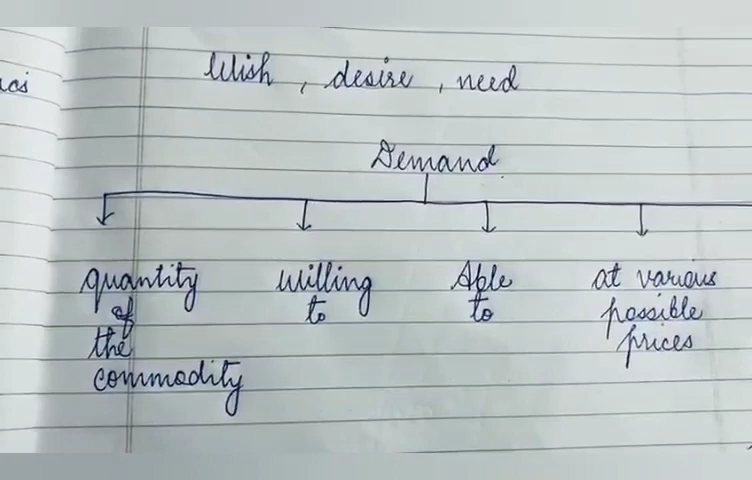 Wish , desire , need
Demand
quantity
of
the
commodity
willing
to
Able
to
at various
possible
prices